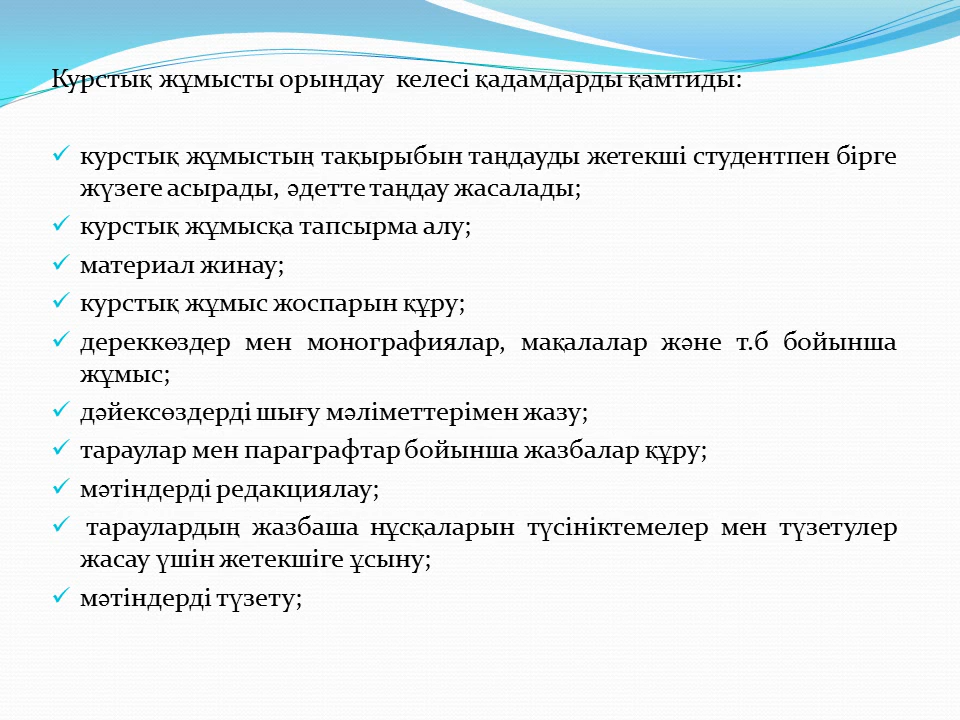 Курстық жұмысты орындау келесі қадамдарды қамтиды:
✓ курстық жұмыстың тақырыбын таңдауды жетекші студентпен бірге
жүзеге асырады, әдетте таңдау жасалады;
✓ курстық жұмысқа тапсырма алу;
✓ материал жинау;
✓ курстық жұмыс жоспарын құру;
✓ дереккөздер мен монографиялар, мақалалар және т.б бойынша
жұмыс;
✓ дәйексөздерді шығу мәліметтерімен жазу;
✓ тараулар мен параграфтар бойынша жазбалар құру;
✓ мәтіндерді редакциялау;
✓ тараулардың жазбаша нұсқаларын түсініктемелер мен түзетулер
жасау үшін жетекшіге ұсыну;
✓ мәтіндерді түзету;